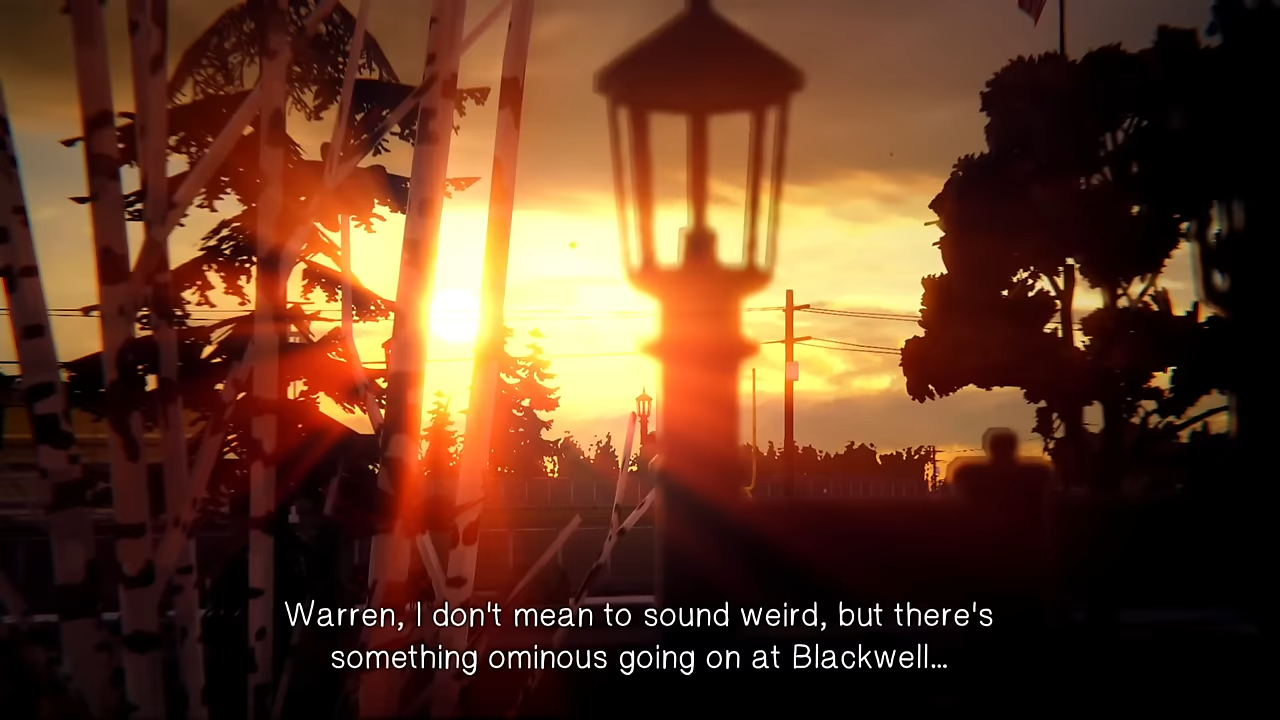 Warren, I don't mean to sound weird, but there's
something ominous going on at Blackwell...